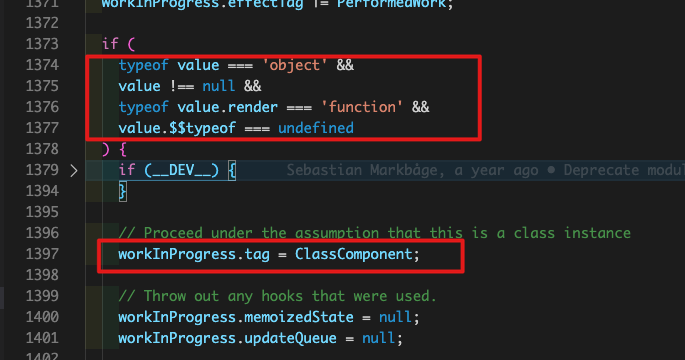 1371 workInProgress.effectTag |= PerformedWork;
1372
1373 if (
1374 typeof value === 'object' &&
1375 value !== null &&
1376 typeof value.render === 'function' &&
1377 value.$$typeof === undefined
1378 ) {
1379 > if (__DEV__) { Sebastian Markbåge, a year ago • Deprecate modul
1394 }
1395
1396 // Proceed under the assumption that this is a class instance
1397 workInProgress.tag = ClassComponent;
1398
1399 // Throw out any hooks that were used.
1400 workInProgress.memoizedState = null;
1401 workInProgress.updateQueue = null;
1402